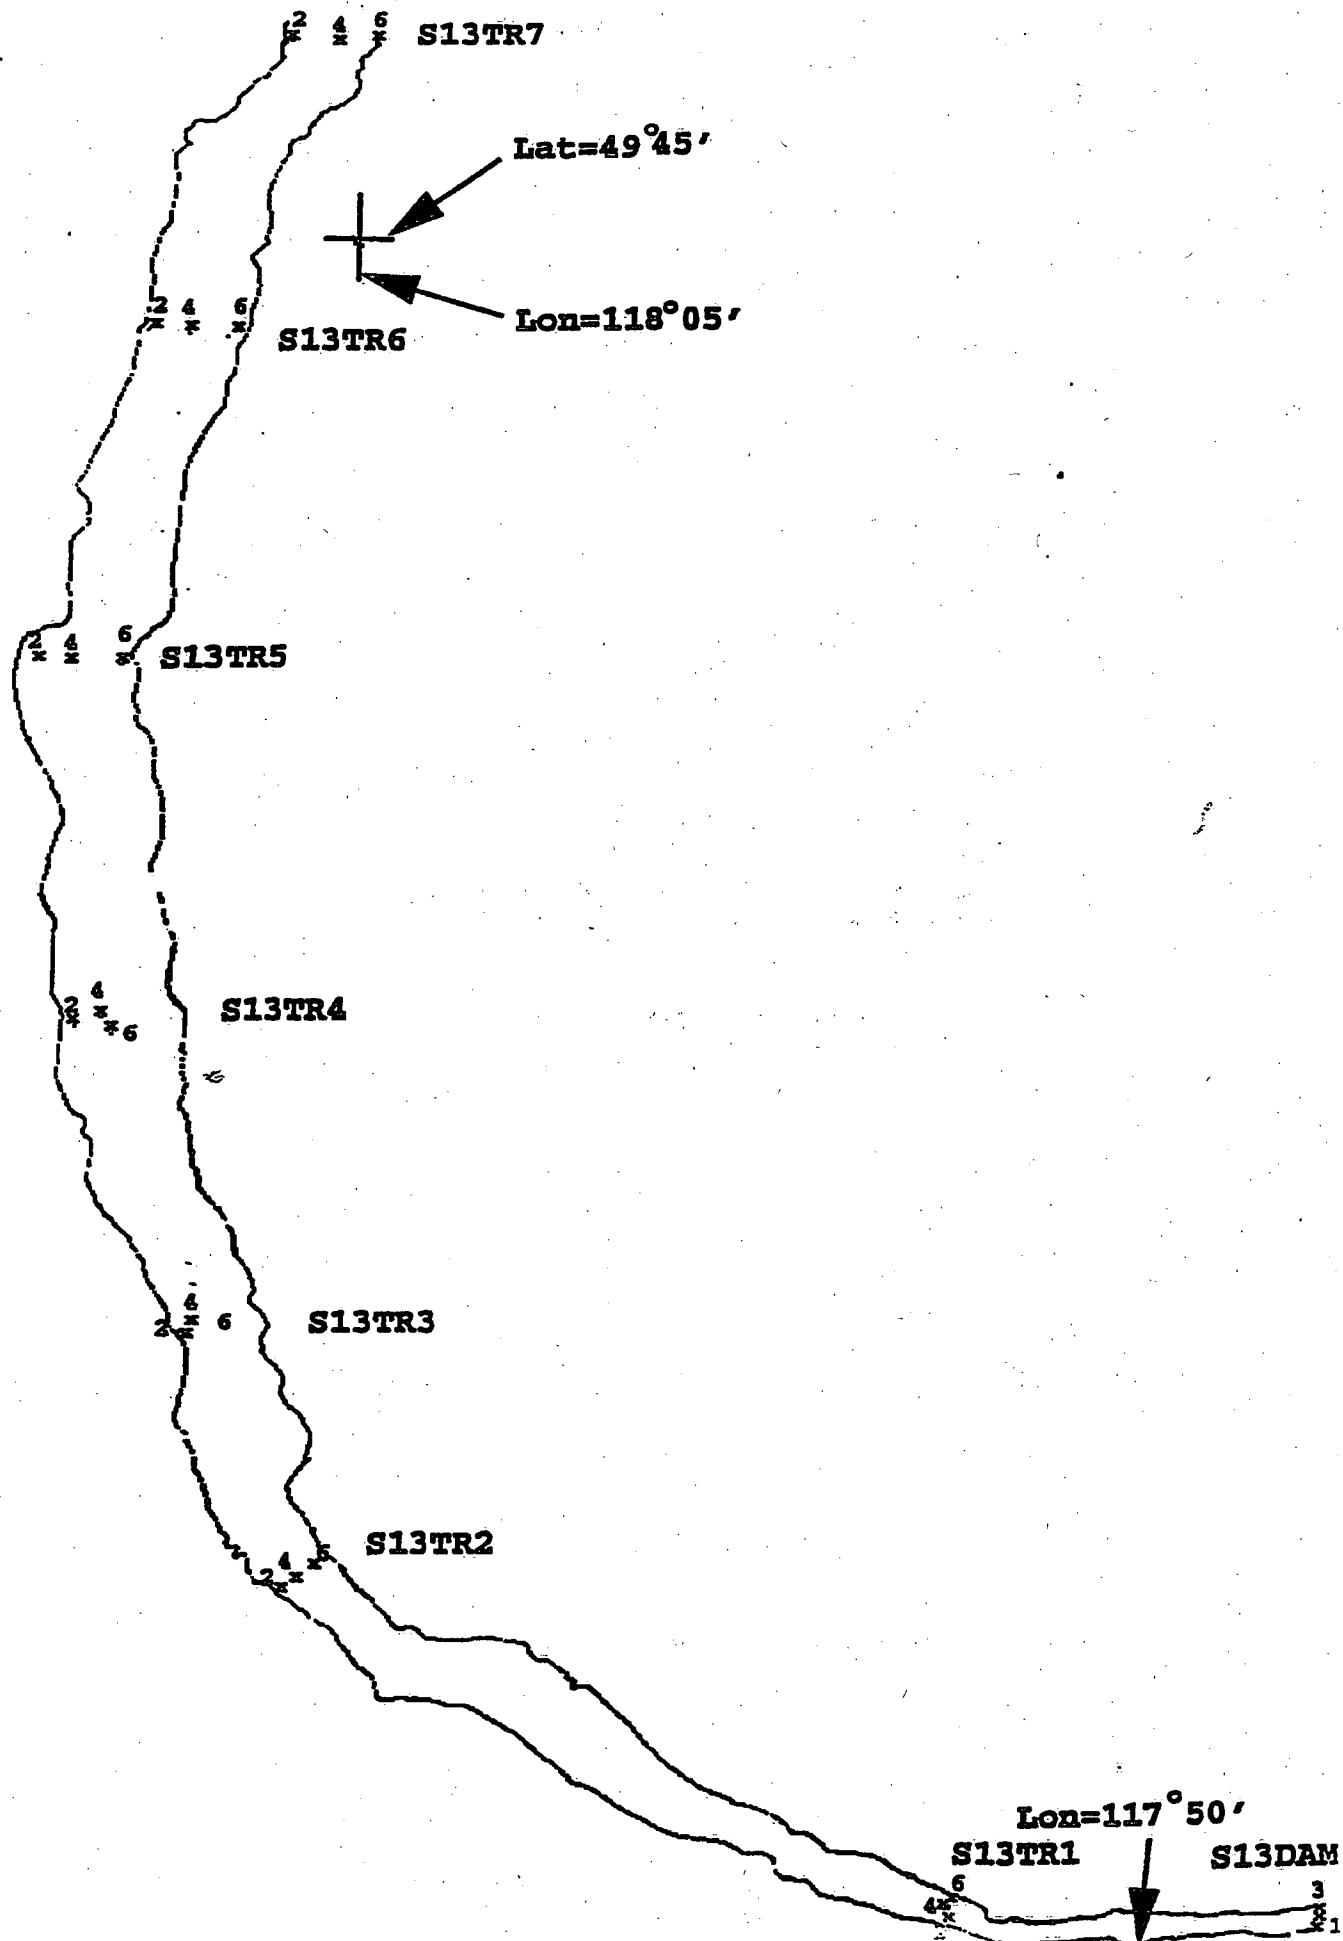 2 4 6 S13TR7
Lat=49°45′
2 4 6
Lon=118°05′
S13TR6
2 4 6
S13TR5
2 4
S13TR4
6
4
2 6 S13TR3
S13TR2
4
2
Lon=117°50′
S13TR1 S13DAM
6 3
4
1